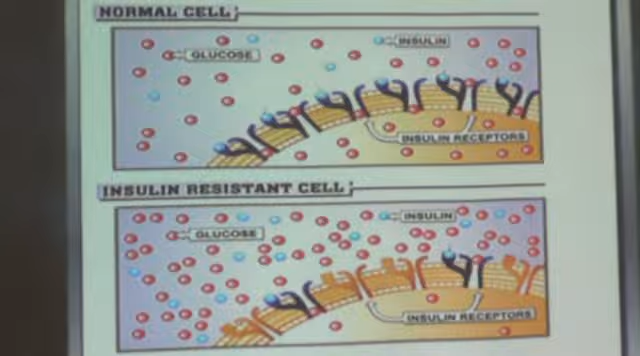 NORMAL CELL
GLUCOSE
INSULIN
INSULIN RECEPTORS
INSULIN RESISTANT CELL
GLUCOSE
INSULIN
INSULIN RECEPTORS